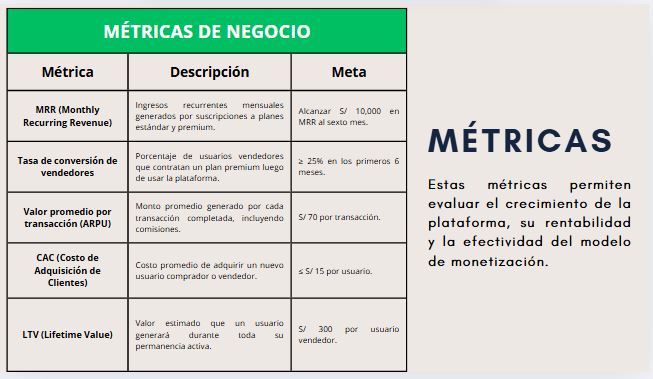 MÉTRICAS DE NEGOCIO
Métrica
Descripción
Meta
MRR (Monthly
Recurring Revenue)
Ingresos recurrentes mensuales
generados por suscripciones a planes
estándar y premium.
Alcanzar S/ 10,000 en
MRR al sexto mes.
Tasa de conversión de
vendedores
Porcentaje de usuarios vendedores
que contratan un plan premium luego
de usar la plataforma.
≥ 25% en los primeros 6
meses.
Valor promedio por
transacción (ARPU)
Monto promedio generado por cada
transacción completada, incluyendo
comisiones.
S/ 70 por transacción.
CAC (Costo de
Adquisición de
Clientes)
Costo promedio de adquirir un nuevo
usuario comprador o vendedor.
≤ S/ 15 por usuario.
LTV (Lifetime Value)
Valor estimado que un usuario
generará durante toda su
permanencia activa.
S/ 300 por usuario
vendedor.
MÉTRICAS
Estas métricas permiten
evaluar el crecimiento de la
plataforma, su rentabilidad
y la efectividad del modelo
de monetización.